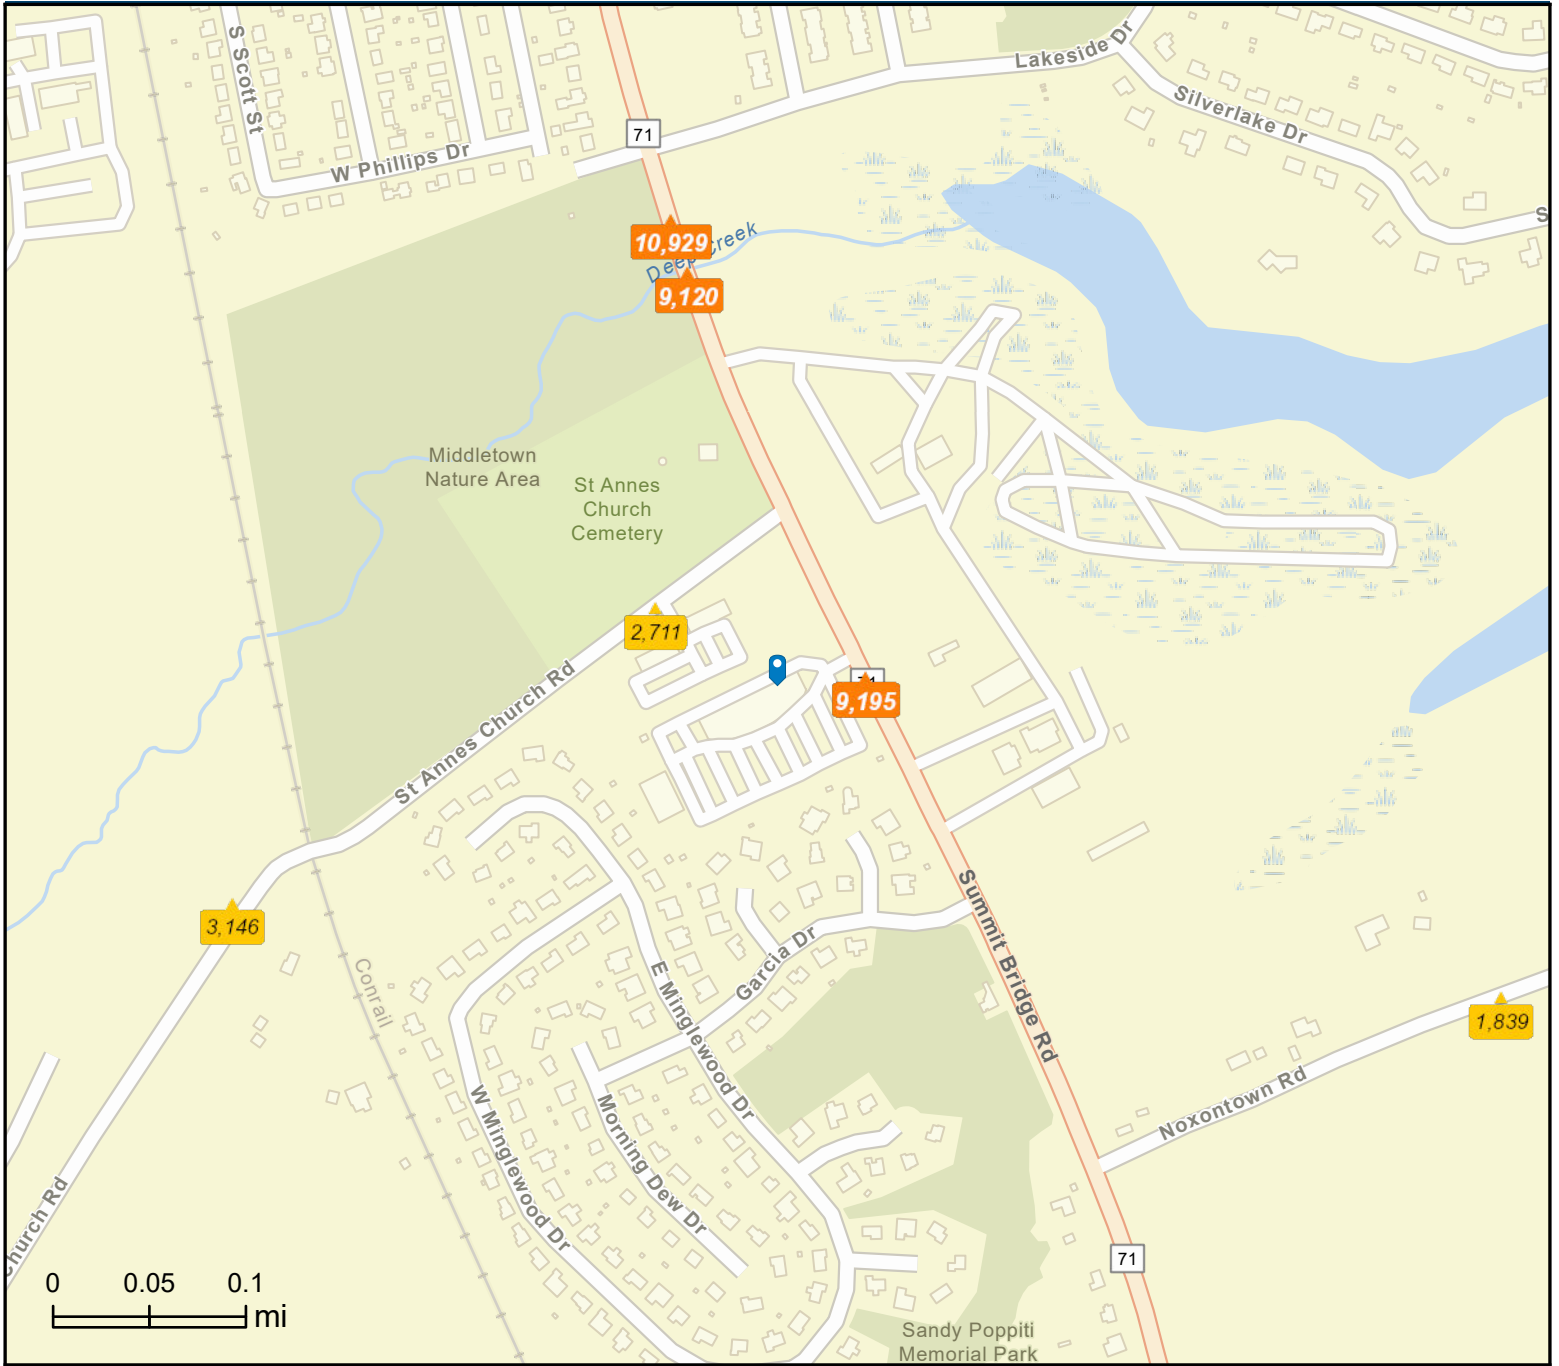 S Scott St
W Phillips Dr
71
Lakeside Dr
Silverlake Dr
S
10,929
Deep Creek
9,120
Middletown
Nature Area
St Annes
Church
Cemetery
2,711
St Annes Church Rd
9,195
3,146
Conrail
Garcia Dr
E Minglewood Dr
Summit Bridge Rd
1,839
Noxontown Rd
W Minglewood Dr
Morning Dew Dr
Church Rd
71
0 0.05 0.1
mi
Sandy Poppiti
Memorial Park